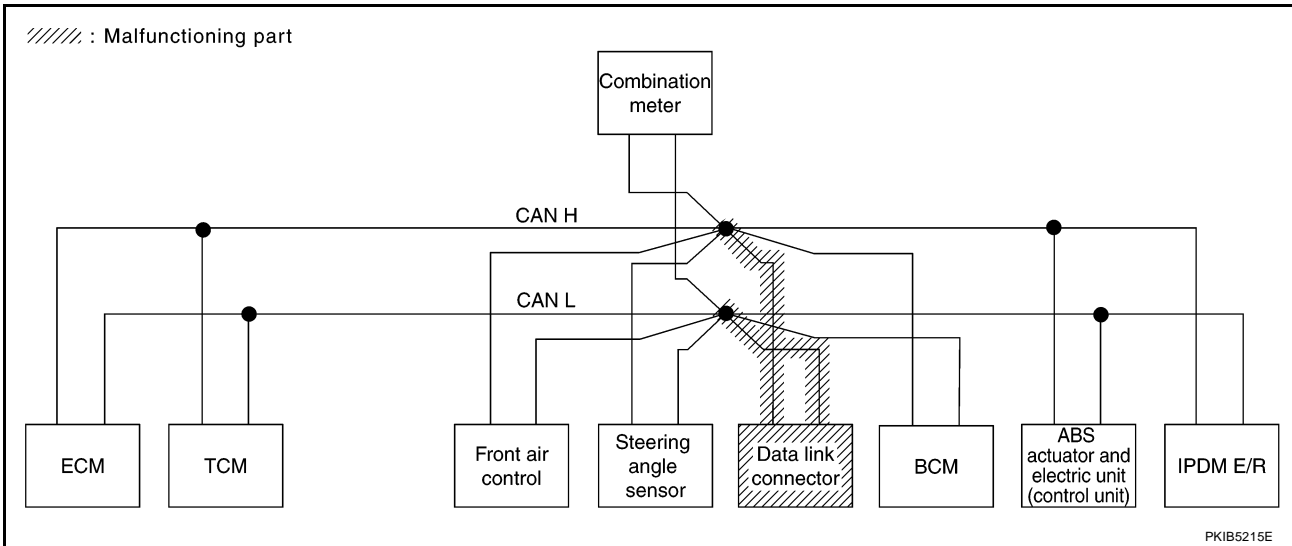 : Malfunctioning part
Combination
meter
CAN H
CAN L
ECM
TCM
Front air
control
Steering
angle
sensor
Data link
connector
BCM
ABS
actuator and
electric unit
(control unit)
IPDM E/R
PKIB5215E